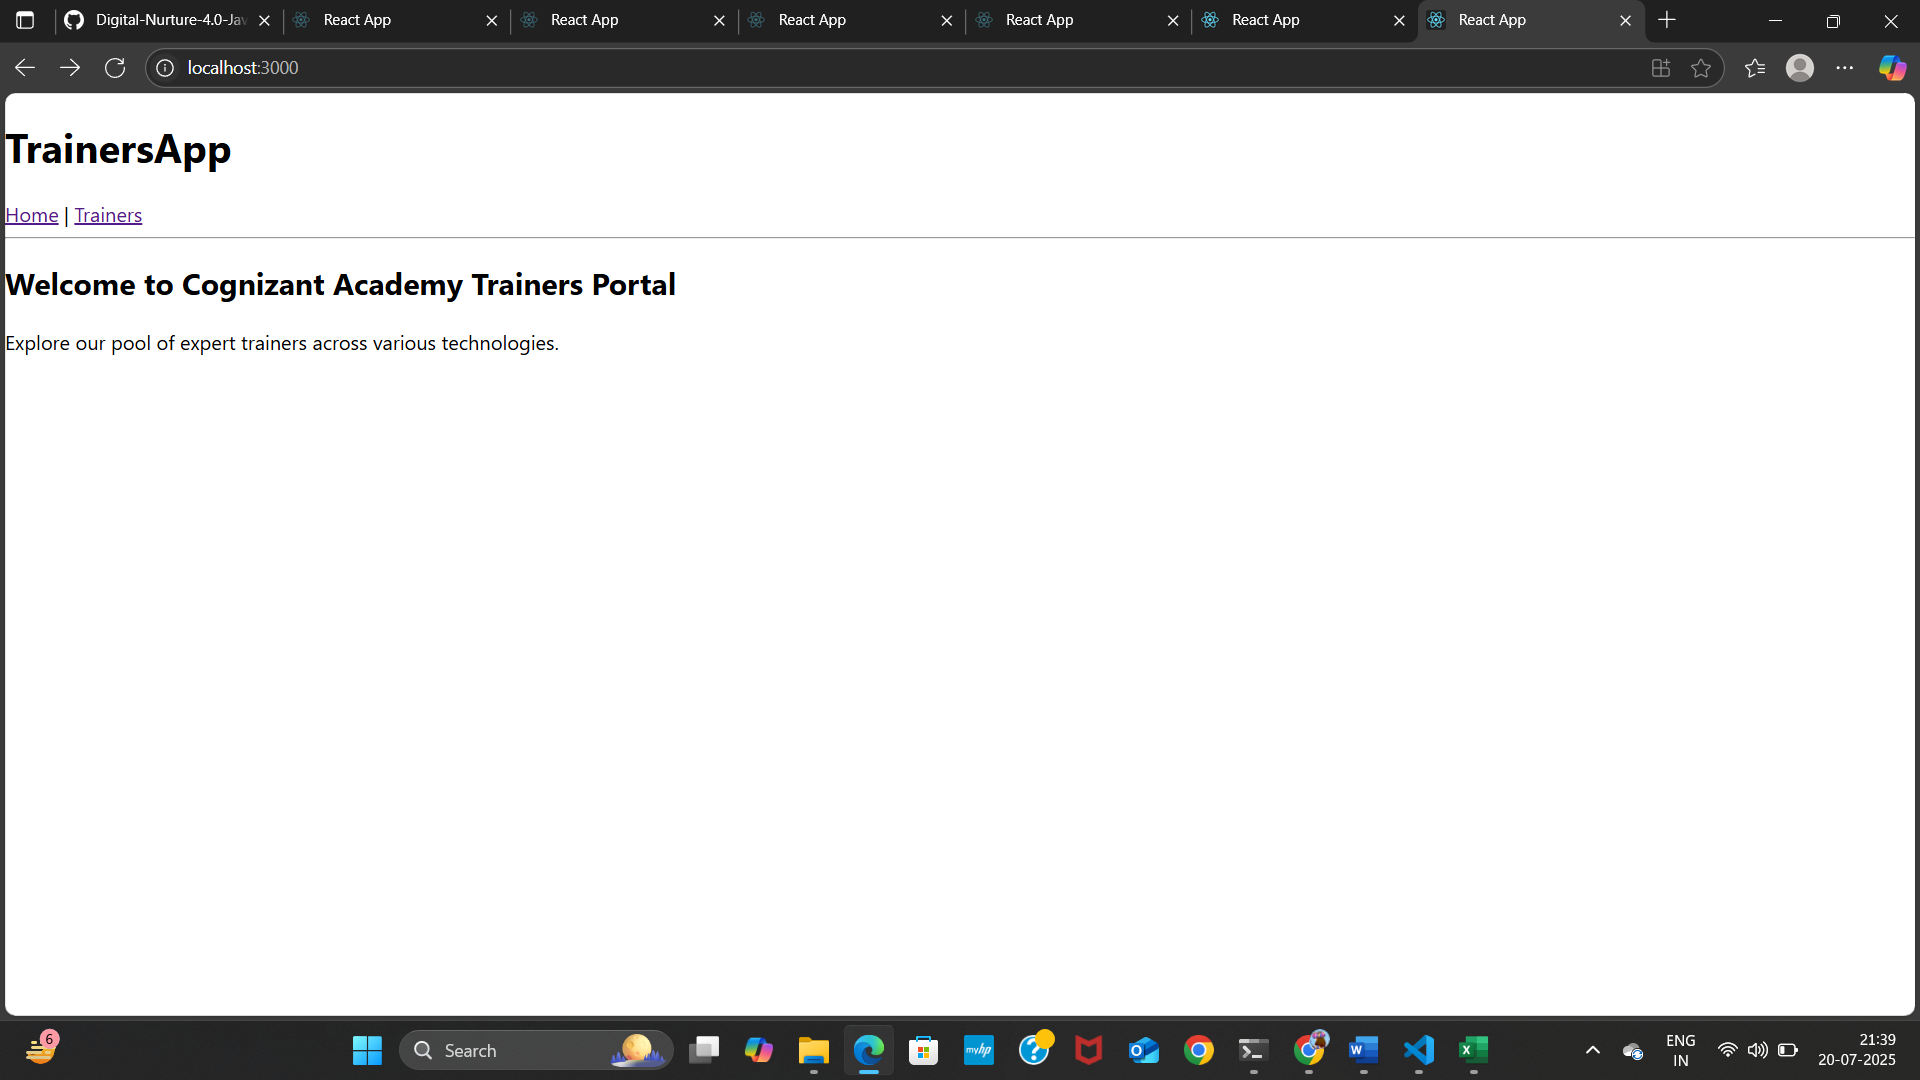 Digital-Nurture-4.0-Jav
React App
React App
React App
React App
React App
React App
localhost:3000
TrainersApp
Home | Trainers
Welcome to Cognizant Academy Trainers Portal
Explore our pool of expert trainers across various technologies.
6
Search
myhp
ENG
IN
21:39
20-07-2025